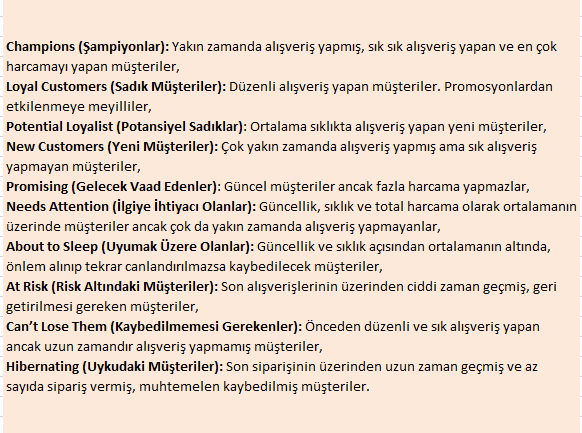 Champions (Şampiyonlar): Yakın zamanda alışveriş yapmış, sık sık alışveriş yapan ve en çok
harcamayı yapan müşteriler,
Loyal Customers (Sadık Müşteriler): Düzenli alışveriş yapan müşteriler. Promosyonlardan
etkilenmeye meyilliler,
Potential Loyalist (Potansiyel Sadıklar): Ortalama sıklıkta alışveriş yapan yeni müşteriler,
New Customers (Yeni Müşteriler): Çok yakın zamanda alışveriş yapmış ama sık alışveriş
yapmayan müşteriler,
Promising (Gelecek Vaad Edenler): Güncel müşteriler ancak fazla harcama yapmazlar,
Needs Attention (İlgiye İhtiyacı Olanlar): Güncellik, sıklık ve total harcama olarak ortalamanın
üzerinde müşteriler ancak çok da yakın zamanda alışveriş yapmayanlar,
About to Sleep (Uyumak Üzere Olanlar): Güncellik ve sıklık açısından ortalamanın altında,
önlem alınıp tekrar canlandırılmazsa kaybedilecek müşteriler,
At Risk (Risk Altındaki Müşteriler): Son alışverişlerinin üzerinden ciddi zaman geçmiş, geri
getirilmesi gereken müşteriler,
Can't Lose Them (Kaybedilmemesi Gerekenler): Önceden düzenli ve sık alışveriş yapan
ancak uzun zamandır alışveriş yapmamış müşteriler,
Hibernating (Uykudaki Müşteriler): Son siparişinin üzerinden uzun zaman geçmiş ve az
sayıda sipariş vermiş, muhtemelen kaybedilmiş müşteriler.